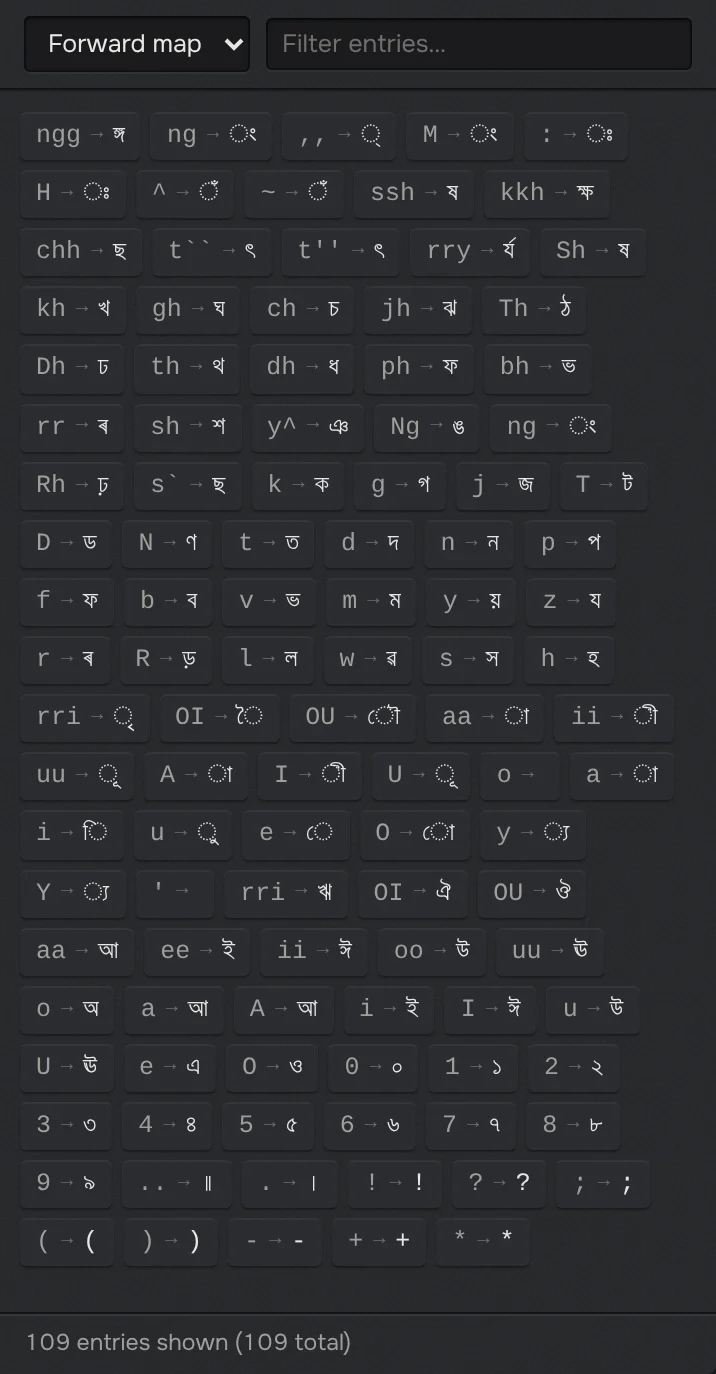 Forward map Filter entries...
ngg → ঙ্গ ng → ং ,, → ্ M → ং : → ঃ
H → ঃ ^ → ঁ ~ → ঁ ssh → ষ kkh → ক্ষ
chh → ছ t`` → ৎ t'' → ৎ rry → ৰ্য Sh → ষ
kh → খ gh → ঘ ch → চ jh → ঝ Th → ঠ
Dh → ঢ th → থ dh → ধ ph → ফ bh → ভ
rr → ৰ sh → শ y^ → ঞ Ng → ঙ ng → ং
Rh → ঢ় s` → ছ k → ক g → গ j → জ T → ট
D → ড N → ণ t → ত d → দ n → ন p → প
f → ফ b → ব v → ভ m → ম y → য় z → য
r → ৰ R → ড় l → ল w → ৱ s → স h → হ
rri → ৃ OI → ৈ OU → ৌ aa → া ii → ী
uu → ূ A → া I → ী U → ূ o → a → া
i → ি u → ু e → ে O → ো y → ্য
Y → ্য ' → rri → ঋ OI → ঐ OU → ঔ
aa → আ ee → ই ii → ঈ oo → উ uu → ঊ
o → অ a → আ A → আ i → ই I → ঈ u → উ
U → ঊ e → এ O → ও 0 → ০ 1 → ১ 2 → ২
3 → ৩ 4 → ৪ 5 → ৫ 6 → ৬ 7 → ৭ 8 → ৮
9 → ৯ .. → ॥ . → । ! → ! ? → ? ; → ;
( → ( ) → ) - → - + → + * → *
109 entries shown (109 total)